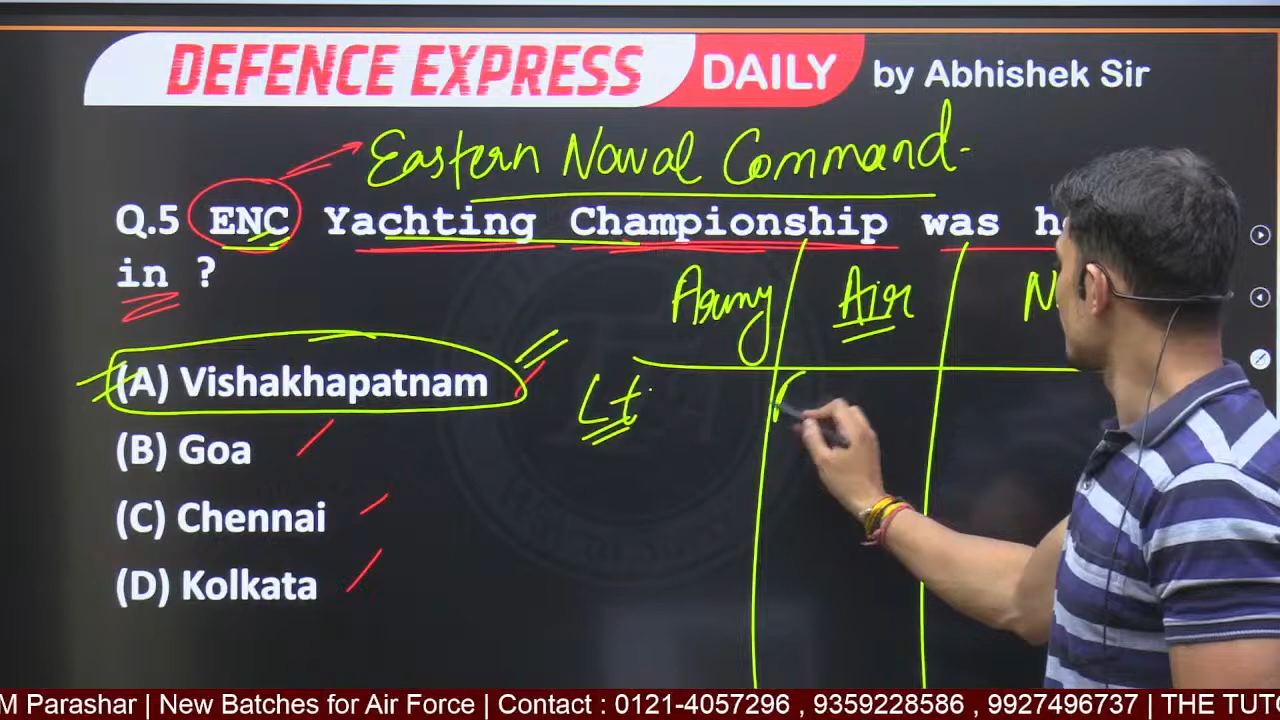 DEFENCE EXPRESS DAILY by Abhishek Sir
Eastern Naval Command
Q.5 ENC Yachting Championship was
in ?
Army Air
(A) Vishakhapatnam
Lt
(B) Goa
(C) Chennai
(D) Kolkata
M Parashar | New Batches for Air Force | Contact : 0121-4057296 , 9359228586 , 9927496737 | THE